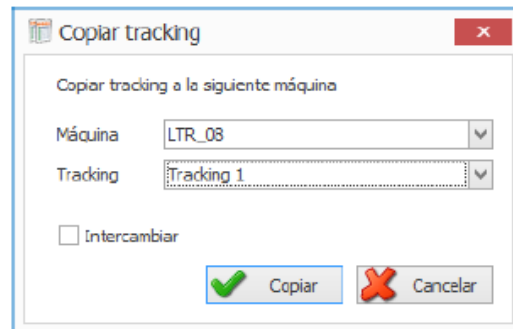 Copiar tracking
Copiar tracking a la siguiente máquina
Máquina LTR_08
Tracking Tracking 1
Intercambiar
Copiar Cancelar